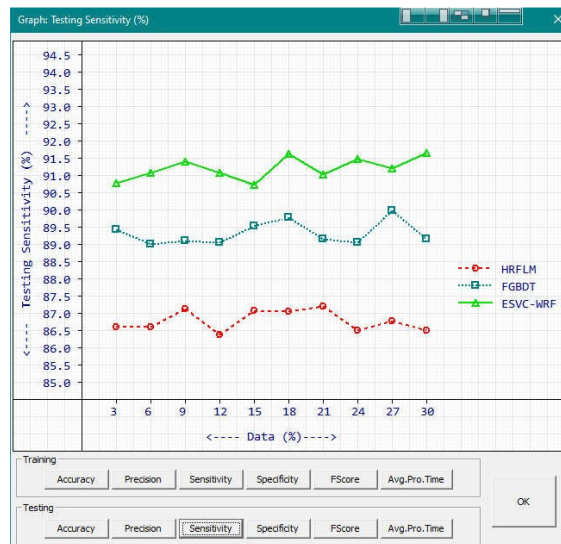 Graph: Testing Sensitivity (%)
<---- Testing Sensitivity (%) ---->
94.5
94.0
93.5
93.0
92.5
92.0
91.5
91.0
90.5
90.0
89.5
89.0
88.5
88.0
87.5
87.0
86.5
86.0
85.5
85.0
HRFLM
FGBDT
ESVC-WRF
3 6 9 12 15 18 21 24 27 30
<---- Data (%)---->
Training
Accuracy Precision Sensitivity Specificity FScore Avg.Pro.Time
OK
Testing
Accuracy Precision Sensitivity Specificity FScore Avg.Pro.Time